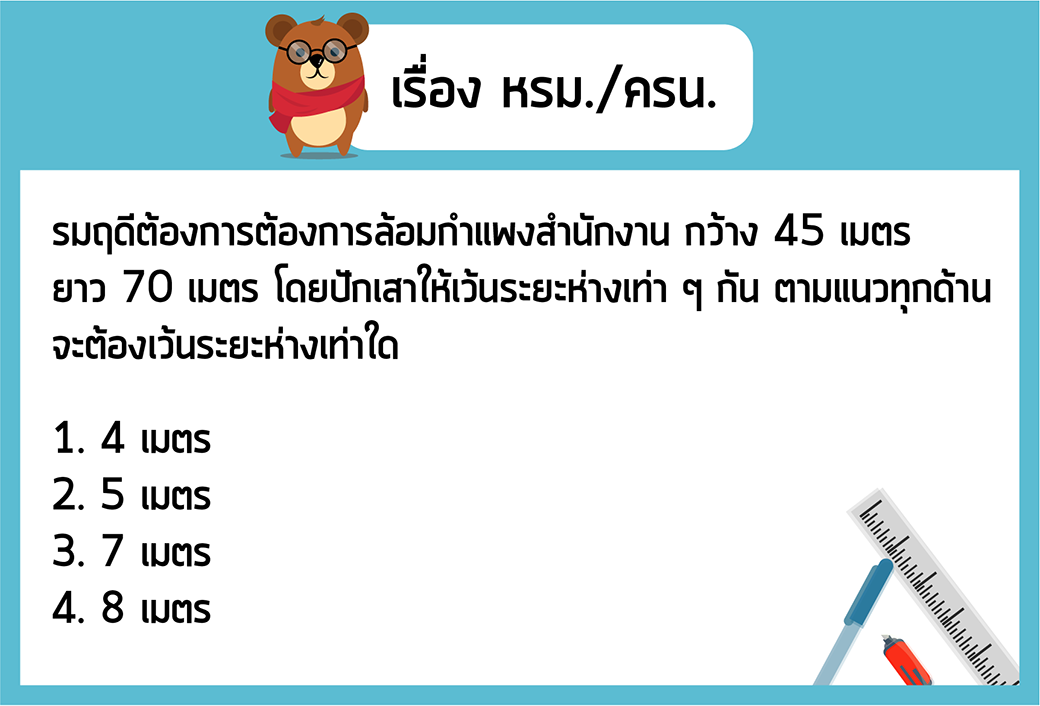 เรื่อง หรม./ครน.
รมฤดีต้องการต้องการล้อมกำแพงสำนักงาน กว้าง 45 เมตร
ยาว 70 เมตร โดยปักเสาให้เว้นระยะห่างเท่า ๆ กัน ตามแนวทุกด้าน
จะต้องเว้นระยะห่างเท่าใด
1. 4 เมตร
2. 5 เมตร
3. 7 เมตร
4. 8 เมตร